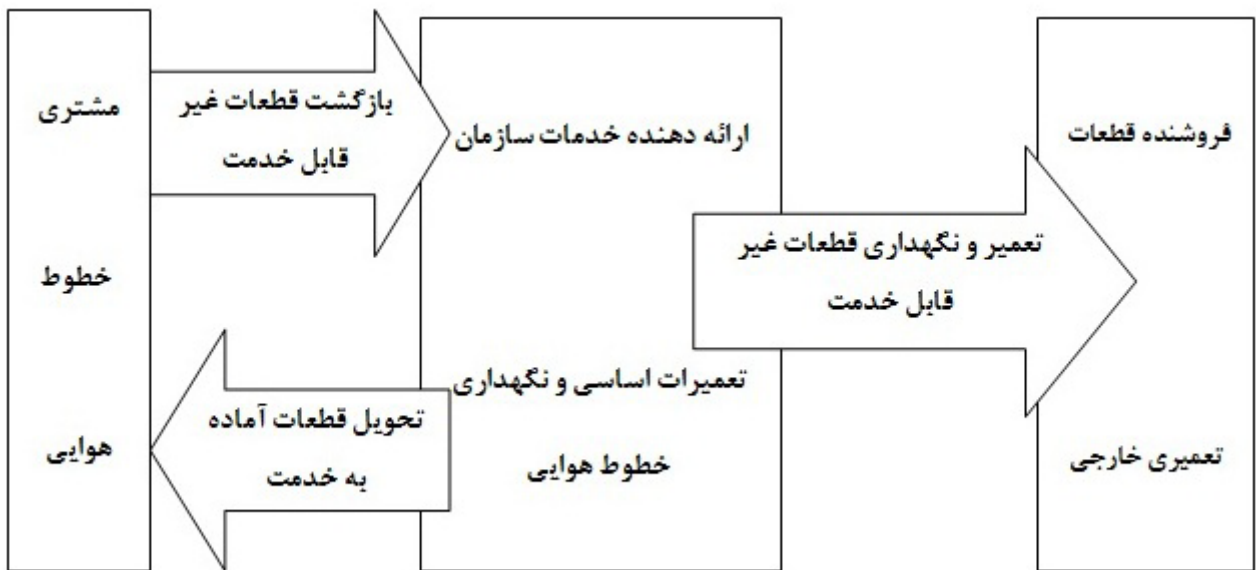 مشتری
خطوط
هوایی
بازگشت قطعات غیر
قابل خدمت
تحویل قطعات آماده
به خدمت
ارائه دهنده خدمات سازمان
تعمیرات اساسی و نگهداری
خطوط هوایی
تعمیر و نگهداری قطعات غیر
قابل خدمت
فروشنده قطعات
تعمیری خارجی